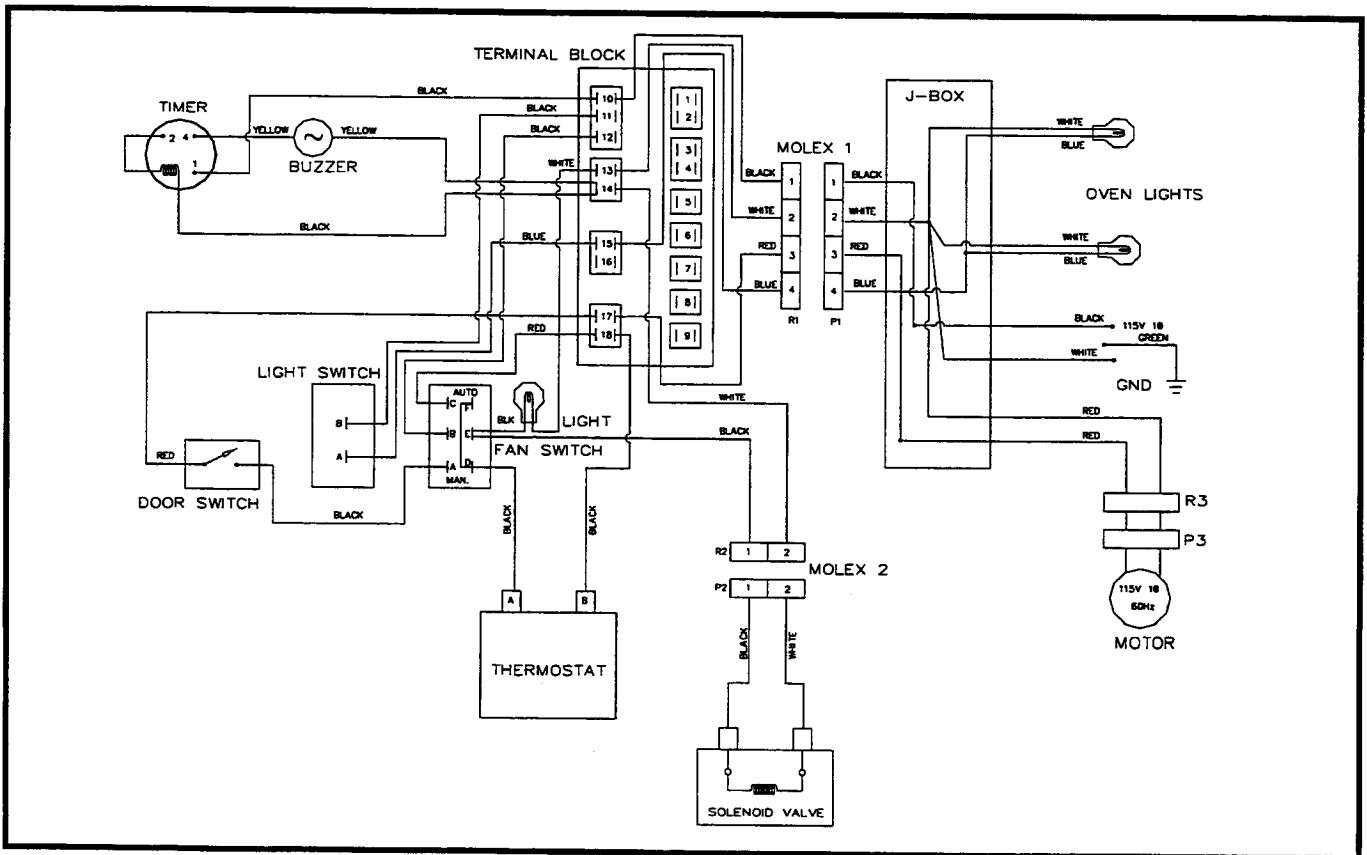 TERMINAL BLOCK
TIMER
BLACK
BLACK
BLACK
2 4
1
YELLOW
YELLOW
BUZZER
BLACK
WHITE
BLUE
RED
10
11
12
13
14
15
16
17
18
1
2
3
4
5
6
7
8
9
MOLEX 1
BLACK
WHITE
RED
BLUE
1
2
3
4
R1
1
2
3
4
P1
BLACK
WHITE
RED
BLUE
J-BOX
WHITE
BLUE
OVEN LIGHTS
WHITE
BLUE
BLACK
115V 1Ø
GREEN
WHITE
GND
RED
RED
R3
P3
115V 1Ø
60Hz
MOTOR
LIGHT SWITCH
B
A
RED
DOOR SWITCH
BLACK
AUTO
C F
B E
A D
MAN.
BLK
LIGHT
FAN SWITCH
WHITE
BLACK
BLACK
BLACK
A
B
THERMOSTAT
R2 1 2
MOLEX 2
P2 1 2
BLACK
WHITE
SOLENOID VALVE